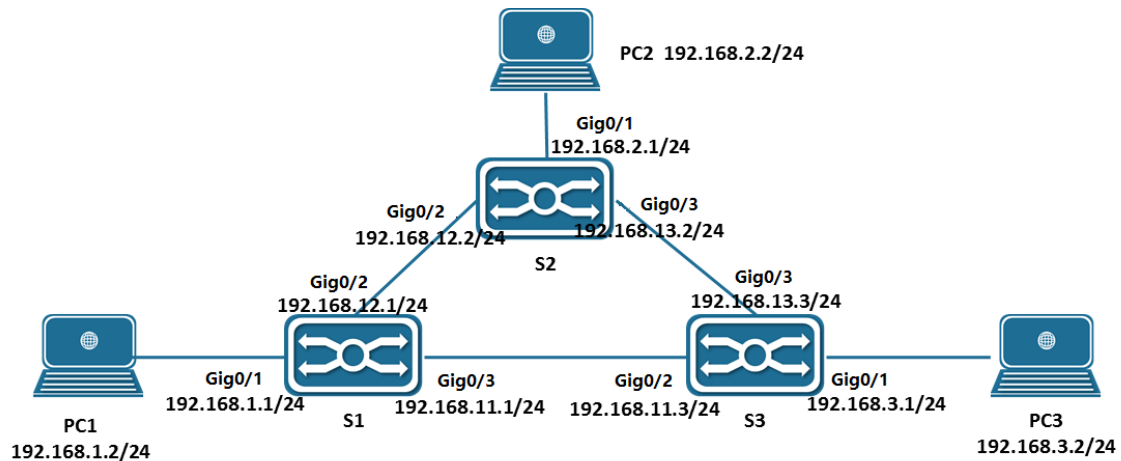 PC2  192.168.2.2/24
Gig0/1
192.168.2.1/24
Gig0/2
192.168.12.2/24
Gig0/3
192.168.13.2/24
S2
Gig0/2
192.168.12.1/24
Gig0/3
192.168.13.3/24
Gig0/1
192.168.1.1/24
Gig0/3
192.168.11.1/24
Gig0/2
192.168.11.3/24
Gig0/1
192.168.3.1/24
PC1
192.168.1.2/24
S1
S3
PC3
192.168.3.2/24